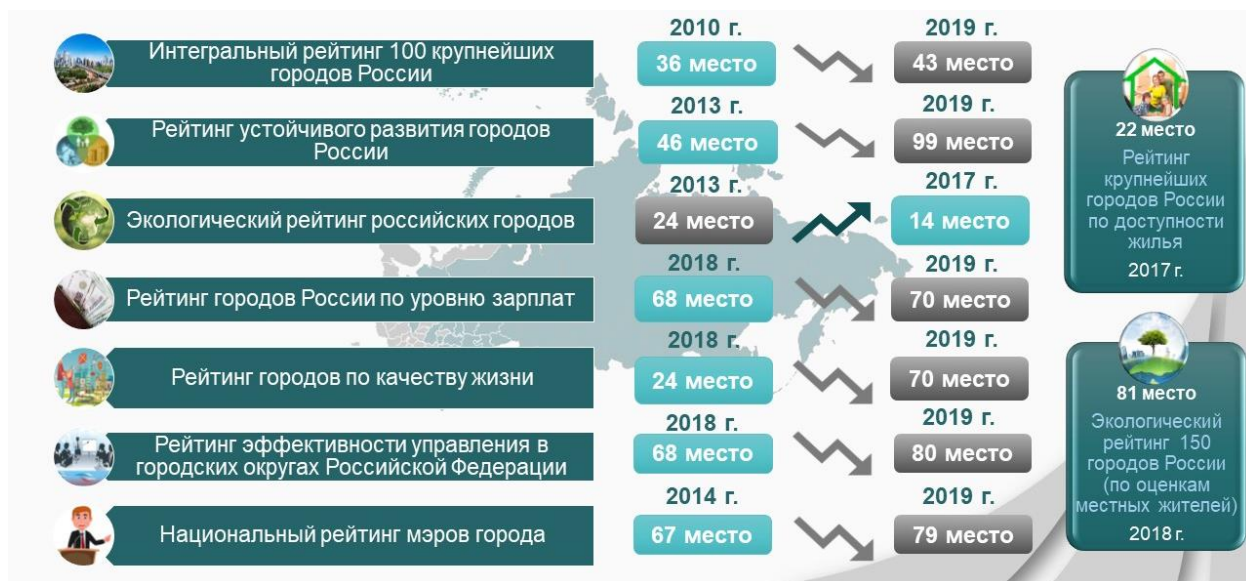 2010 г.
2019 г.
Интегральный рейтинг 100 крупнейших
городов России
36 место
43 место
2013 г.
2019 г.
Рейтинг устойчивого развития городов
России
46 место
99 место
2013 г.
2017 г.
Экологический рейтинг российских городов
24 место
14 место
2018 г.
2019 г.
Рейтинг городов России по уровню зарплат
68 место
70 место
2018 г.
2019 г.
Рейтинг городов по качеству жизни
24 место
70 место
2018 г.
2019 г.
Рейтинг эффективности управления в
городских округах Российской Федерации
68 место
80 место
2014 г.
2019 г.
Национальный рейтинг мэров города
67 место
79 место
22 место
Рейтинг
крупнейших
городов России
по доступности
жилья
2017 г.
81 место
Экологический
рейтинг 150
городов России
(по оценкам
местных жителей)
2018 г.